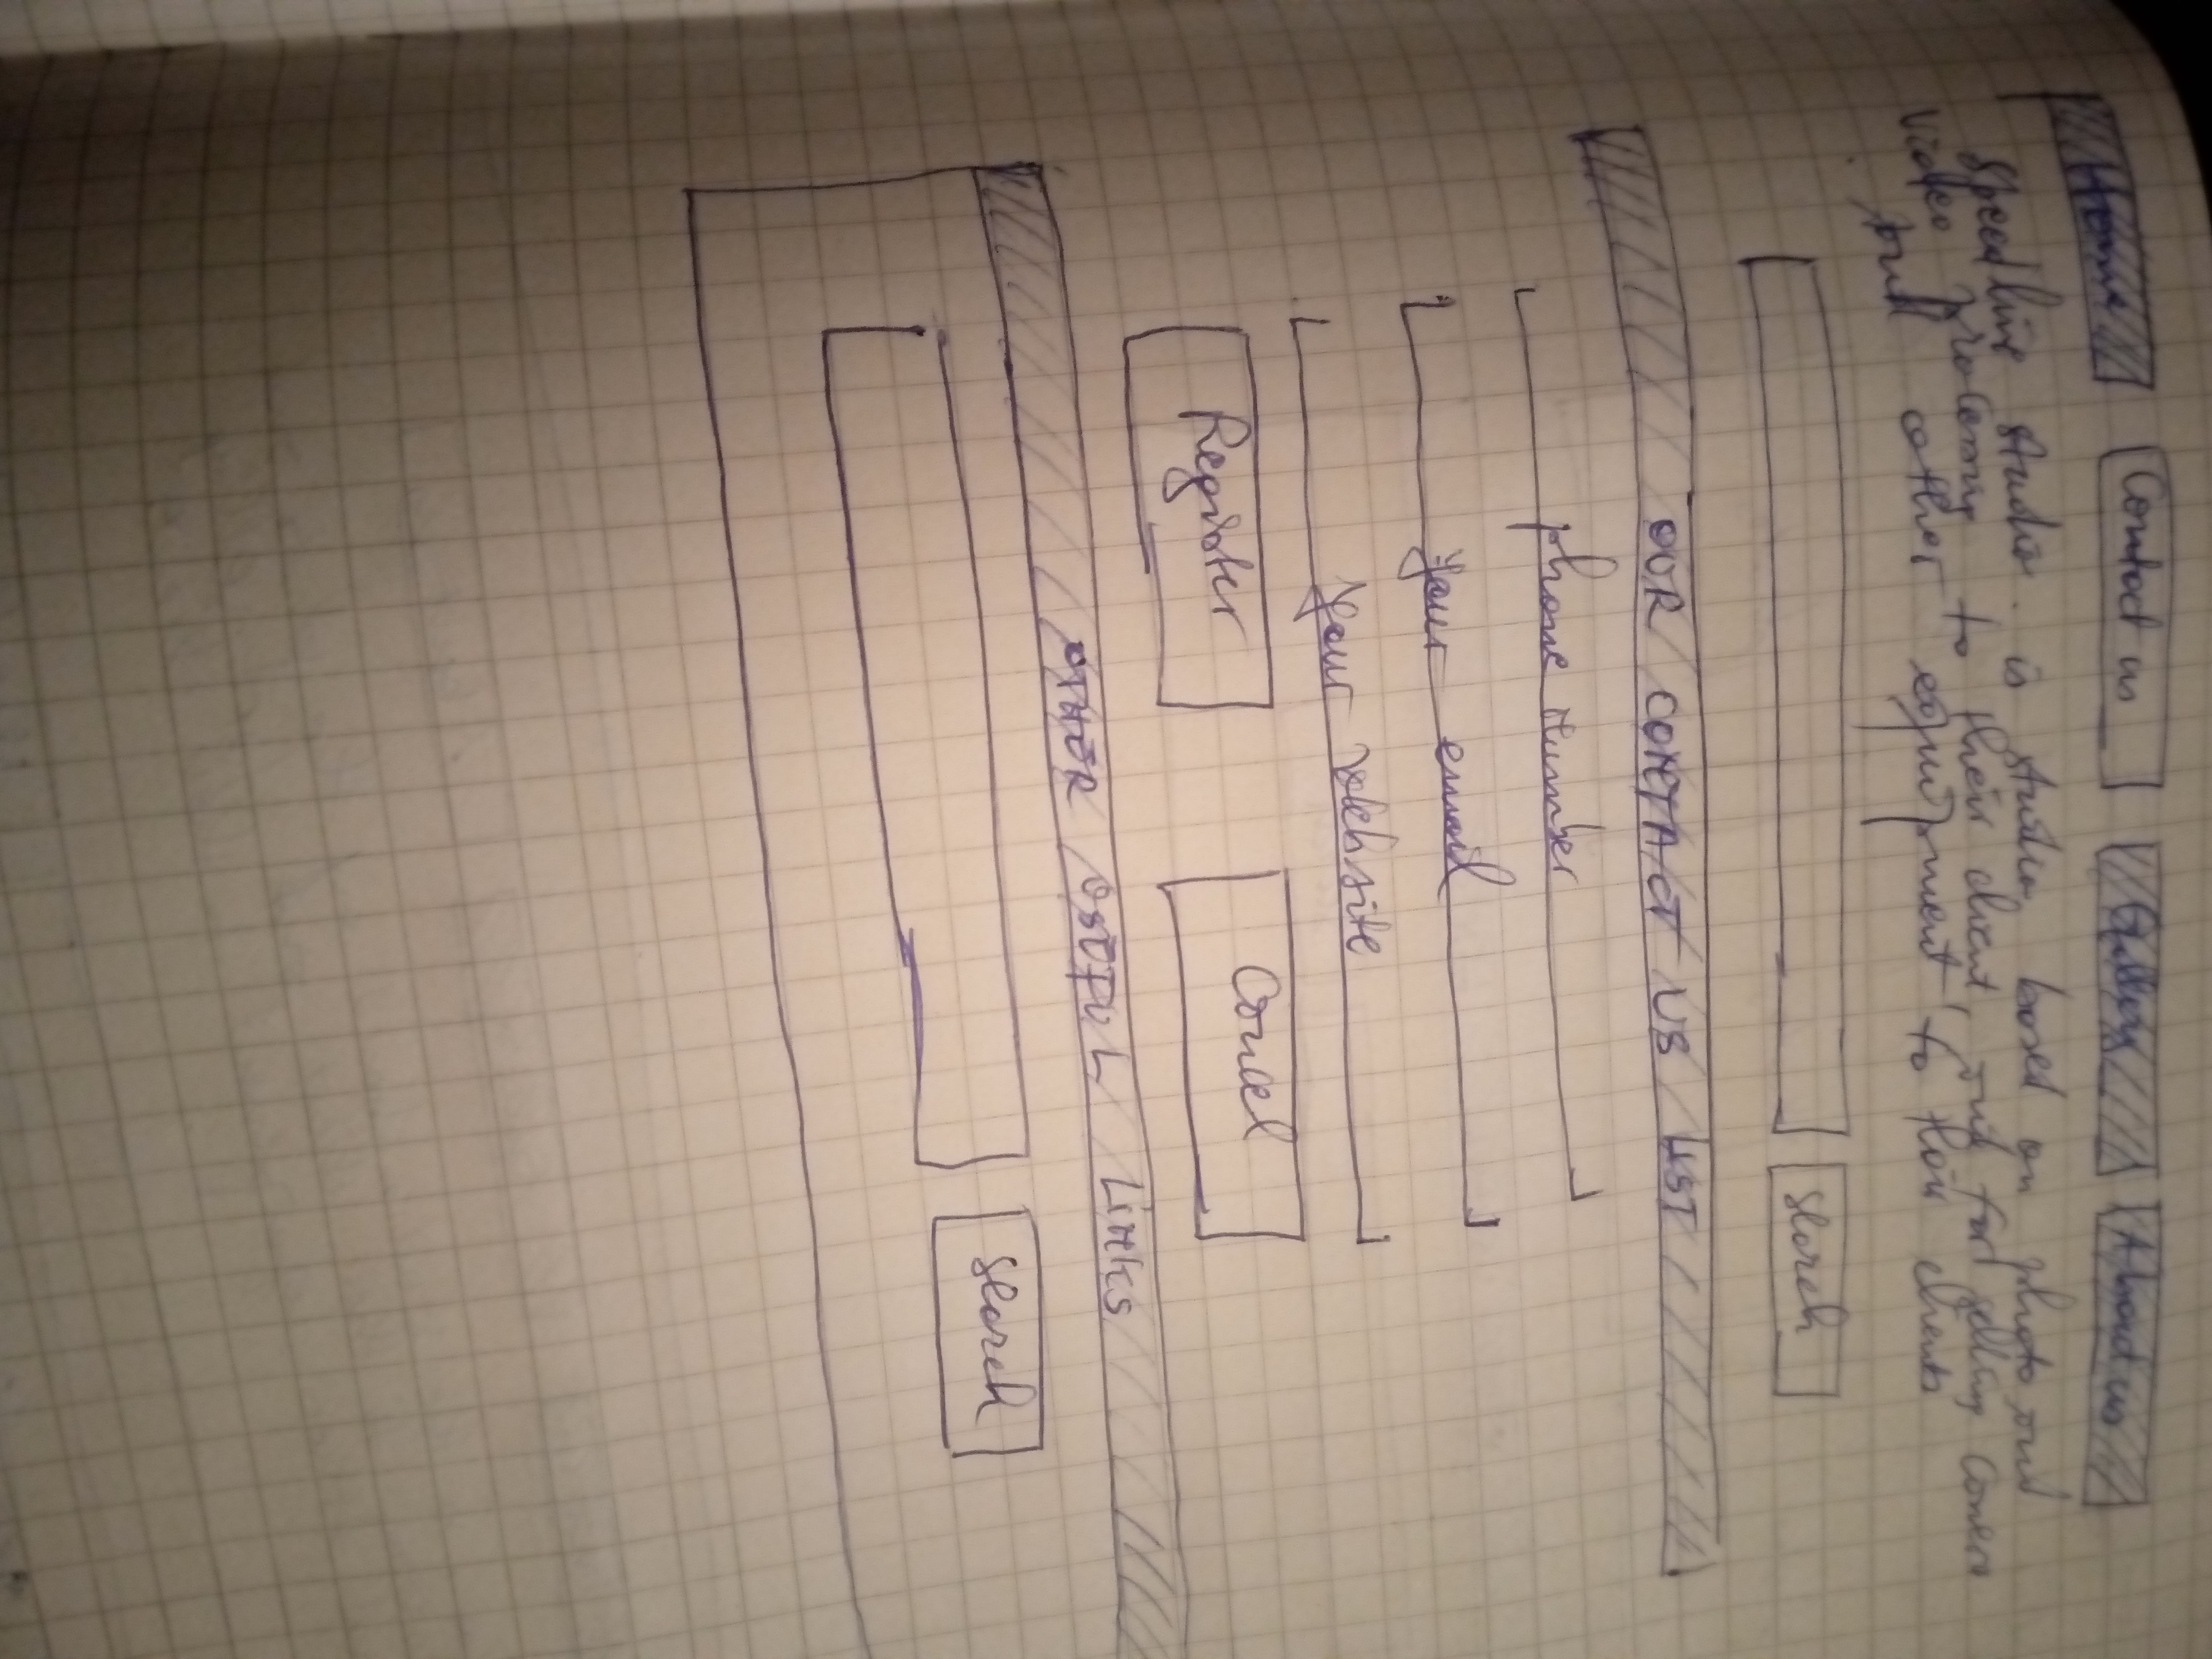 Home Contact us Gallery About us
Speedline studio is studio based on photo and
video processing to their client, and for selling camera
and other equipment to their clients
Search
OUR CONTACT US LIST
phone number
your email
your website
Register Cancel
OTHER USEFUL LINKS
Search